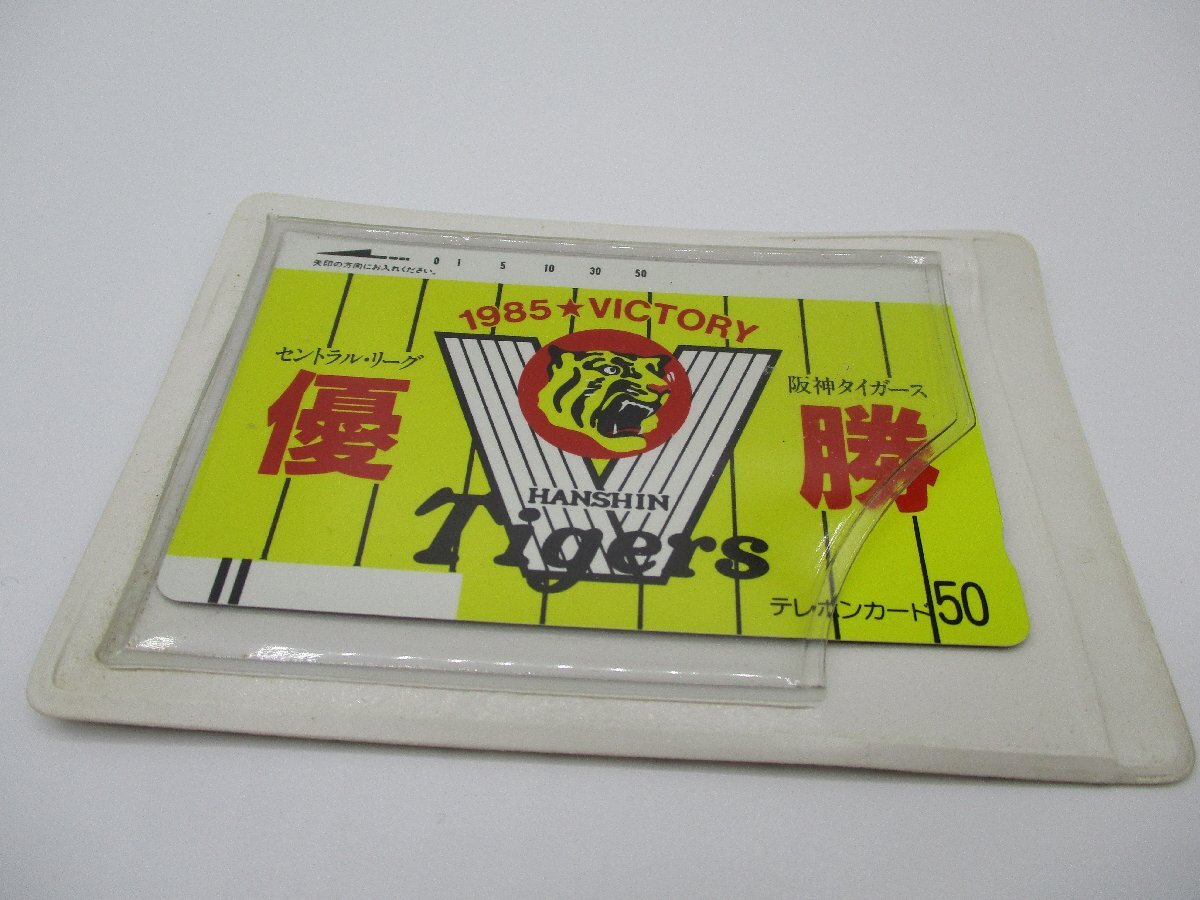 矢印の方向にお入れください。
0 1 5 10 30 50
1985★VICTORY
セントラル・リーグ
優
阪神タイガース
勝
HANSHIN
Tigers
テレホンカード50